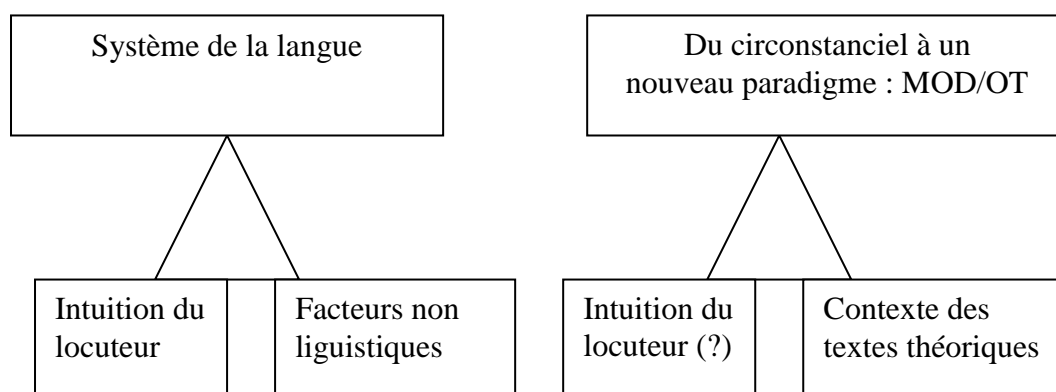 Système de la langue
Du circonstanciel à un
nouveau paradigme : MOD/OT
Intuition du
locuteur
Facteurs non
liguistiques
Intuition du
locuteur (?)
Contexte des
textes théoriques